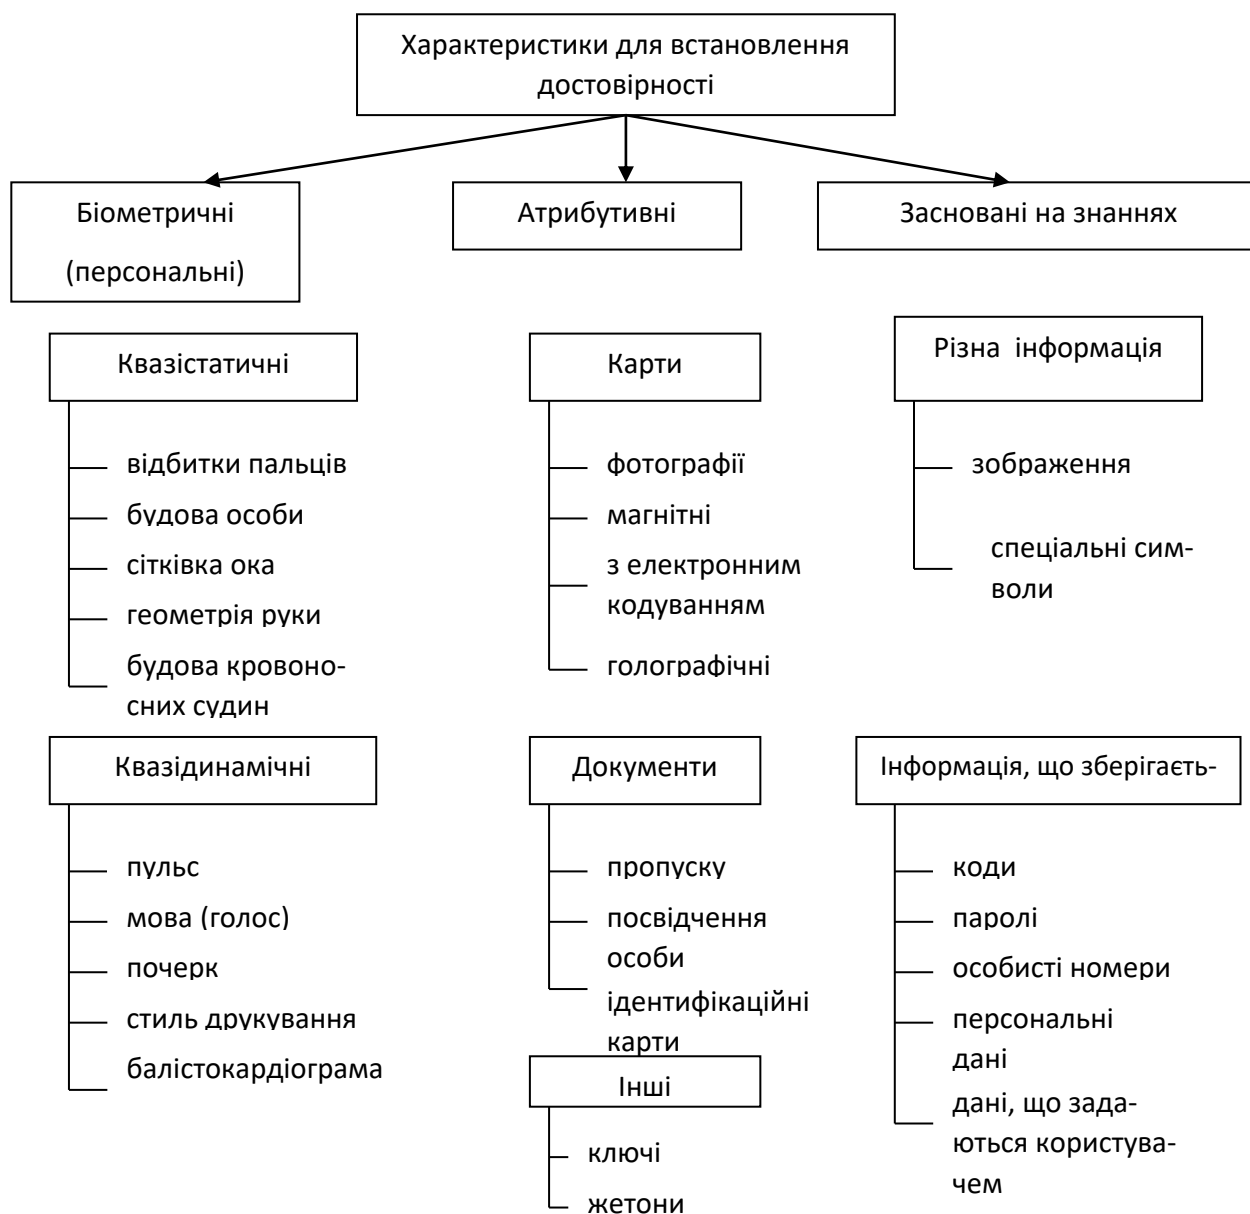 Характеристики для встановлення
достовірності
Біометричні
(персональні)
Атрибутивні
Засновані на знаннях
Квазістатичні
відбитки пальців
будова особи
сітківка ока
геометрія руки
будова кровоно-
сних судин
Карти
фотографії
магнітні
з електронним
кодуванням
голографічні
Різна інформація
зображення
спеціальні сим-
воли
Квазідинамічні
пульс
мова (голос)
почерк
стиль друкування
балістокардіограма
Документи
пропуску
посвідчення
особи
ідентифікаційні
карти
Інші
ключі
жетони
Інформація, що зберігаєть-
коди
паролі
особисті номери
персональні
дані
дані, що зада-
ються користува-
чем